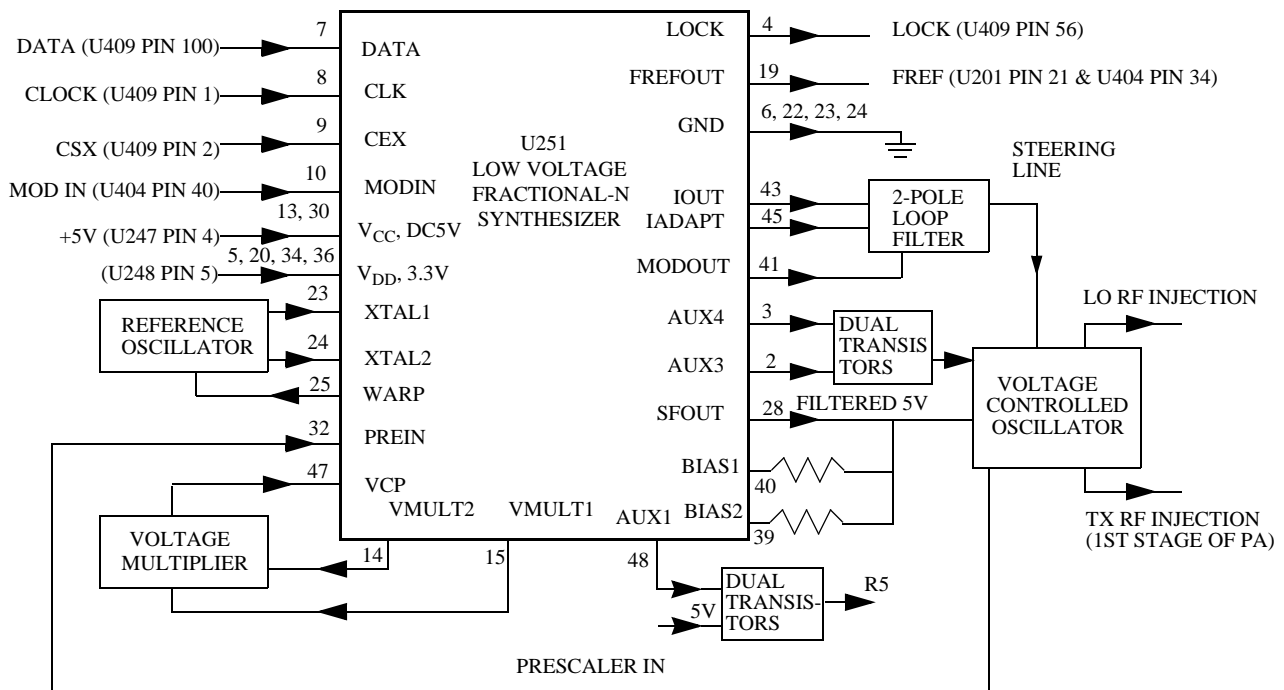 DATA (U409 PIN 100)
7
DATA
CLOCK (U409 PIN 1)
8
CLK
CSX (U409 PIN 2)
9
CEX
MOD IN (U404 PIN 40)
10
MODIN
+5V (U247 PIN 4)
13, 30
VCC, DC5V
(U248 PIN 5)
5, 20, 34, 36
VDD, 3.3V
REFERENCE
OSCILLATOR
23
XTAL1
24
XTAL2
25
WARP
32
PREIN
47
VCP
VOLTAGE
MULTIPLIER
VMULT2
14
VMULT1
15
AUX1
48
U251
LOW VOLTAGE
FRACTIONAL-N
SYNTHESIZER
LOCK
4
LOCK (U409 PIN 56)
FREFOUT
19
FREF (U201 PIN 21 & U404 PIN 34)
GND
6, 22, 23, 24
IOUT
43
IADAPT
45
MODOUT
41
2-POLE
LOOP
FILTER
STEERING
LINE
AUX4
3
AUX3
2
DUAL
TRANSIS
TORS
SFOUT
28
FILTERED 5V
BIAS1
40
BIAS2
39
VOLTAGE
CONTROLLED
OSCILLATOR
LO RF INJECTION
TX RF INJECTION
(1ST STAGE OF PA)
5V
DUAL
TRANSIS-
TORS
R5
PRESCALER IN